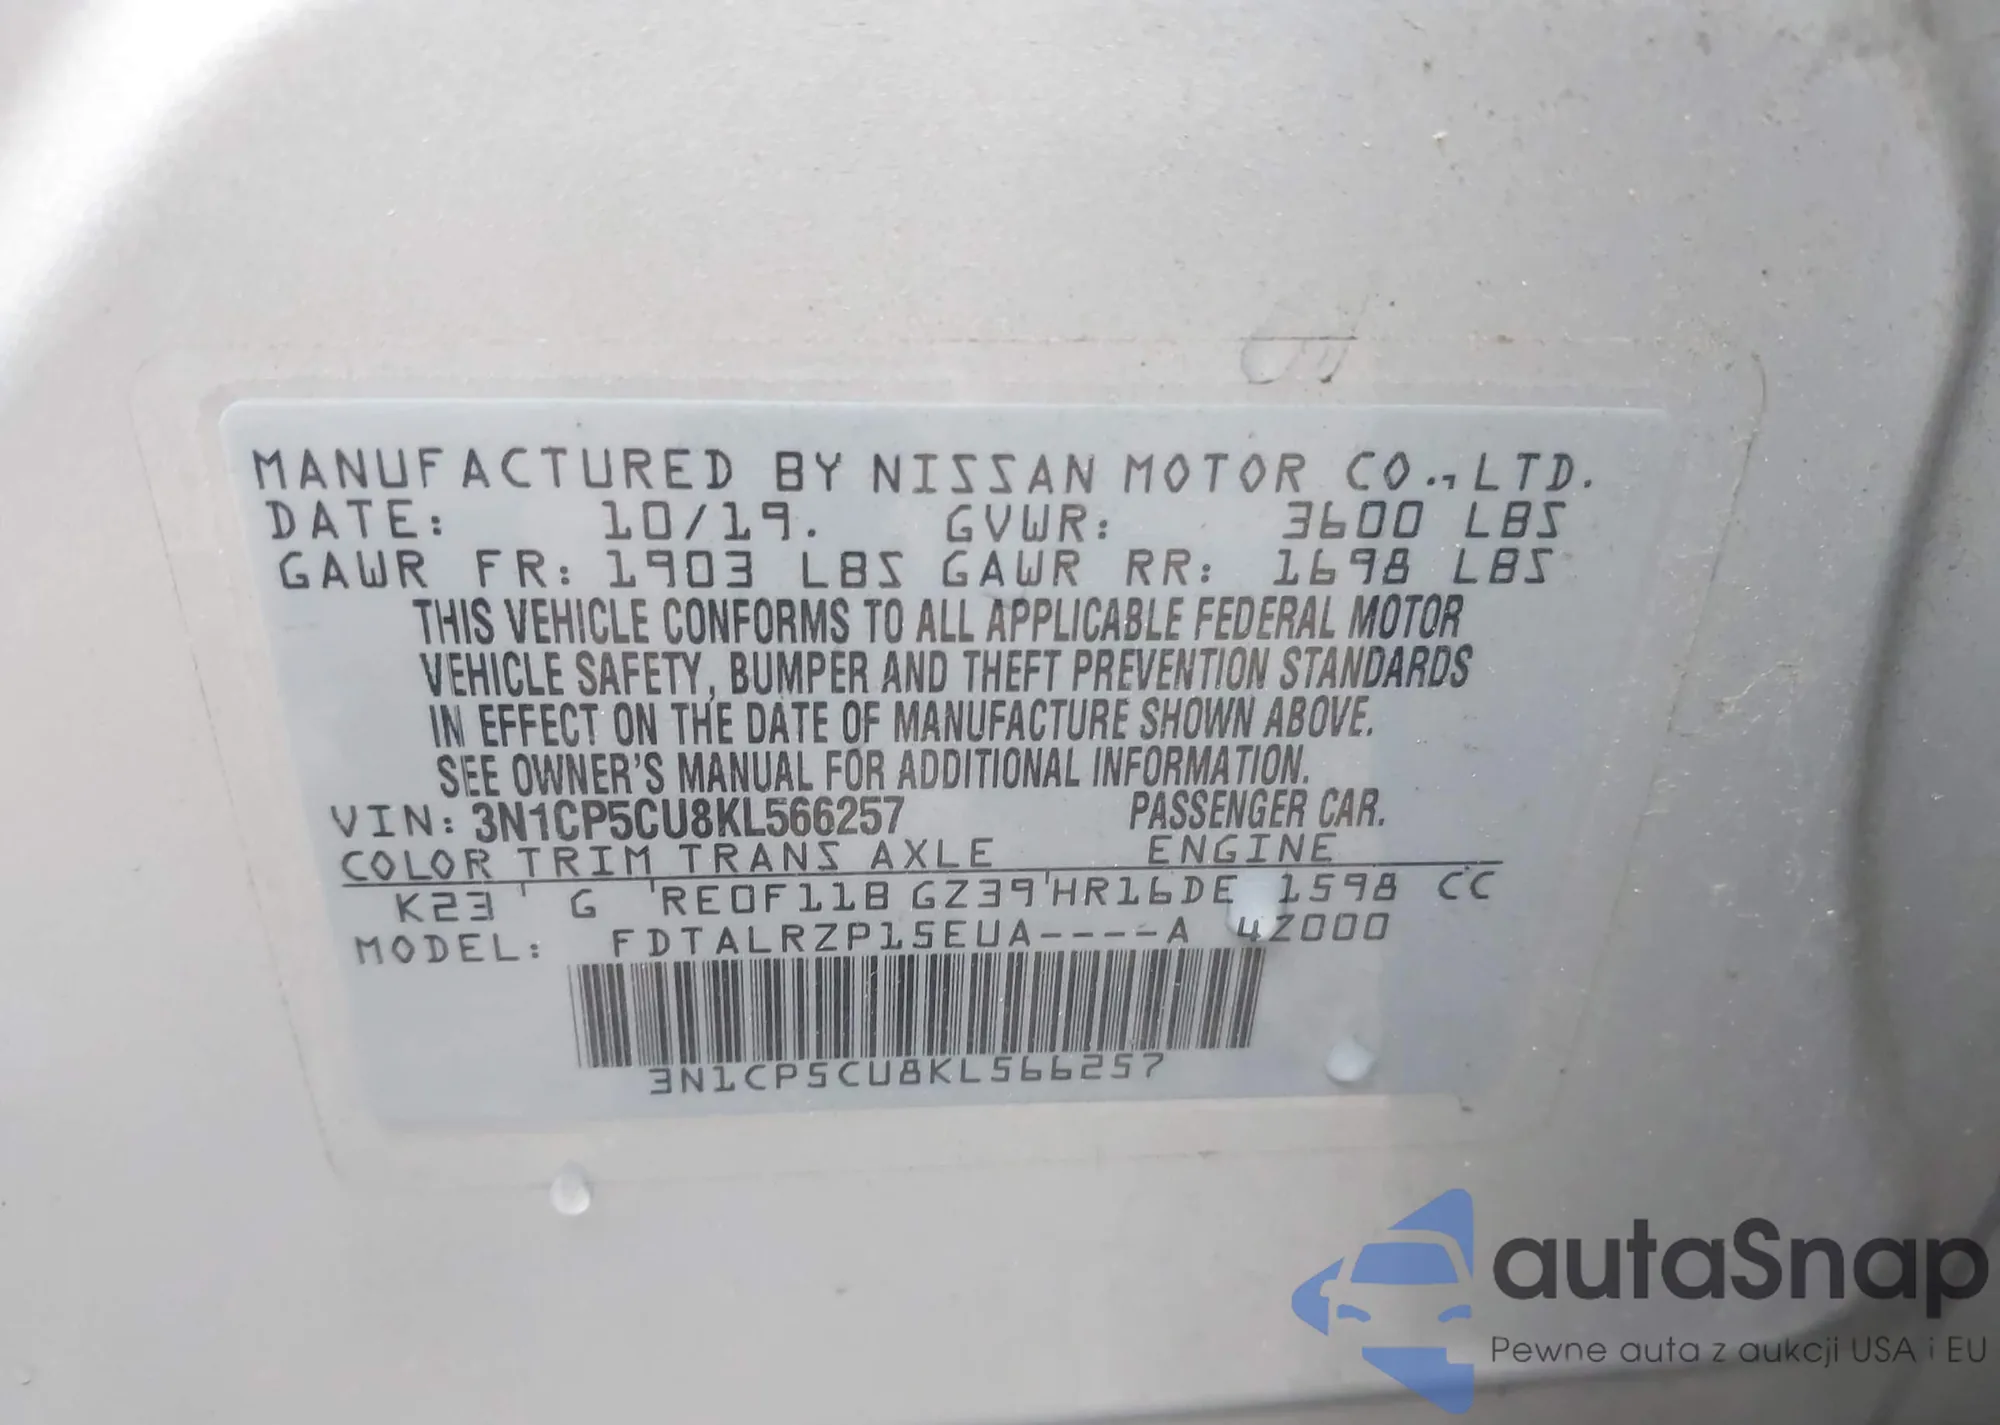 MANUFACTURED BY NISSAN MOTOR CO., LTD.
DATE: 10/19. GVWR: 3600 LBS
GAWR FR: 1903 LBS GAWR RR: 1698 LBS
THIS VEHICLE CONFORMS TO ALL APPLICABLE FEDERAL MOTOR
VEHICLE SAFETY, BUMPER AND THEFT PREVENTION STANDARDS
IN EFFECT ON THE DATE OF MANUFACTURE SHOWN ABOVE.
SEE OWNER'S MANUAL FOR ADDITIONAL INFORMATION.
VIN: 3N1CP5CU8KL566257 PASSENGER CAR.
COLOR TRIM TRANS AXLE ENGINE
K23 ' G 'RE0F11B GZ39'HR16DE 1598 CC
MODEL: FDTALRZP15EUA----A 4Z000
3N1CP5CU8KL566257
autaSnap
Pewne auta z aukcji USA i EU